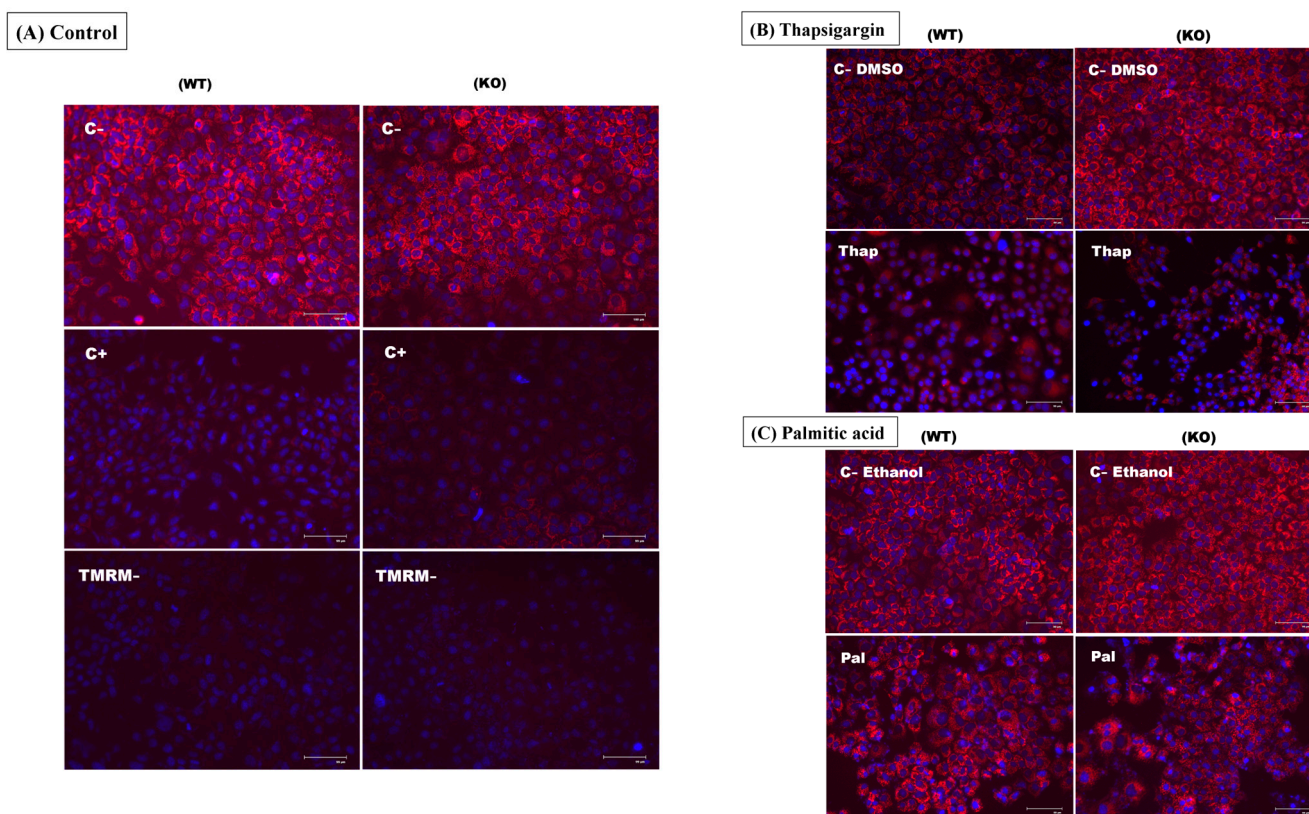 (A) Control
(WT)
(KO)
C-
C-
C+
C+
TMRM-
TMRM-
(B) Thapsigargin
(WT)
(KO)
C- DMSO
C- DMSO
Thap
Thap
(C) Palmitic acid
(WT)
(KO)
C- Ethanol
C- Ethanol
Pal
Pal